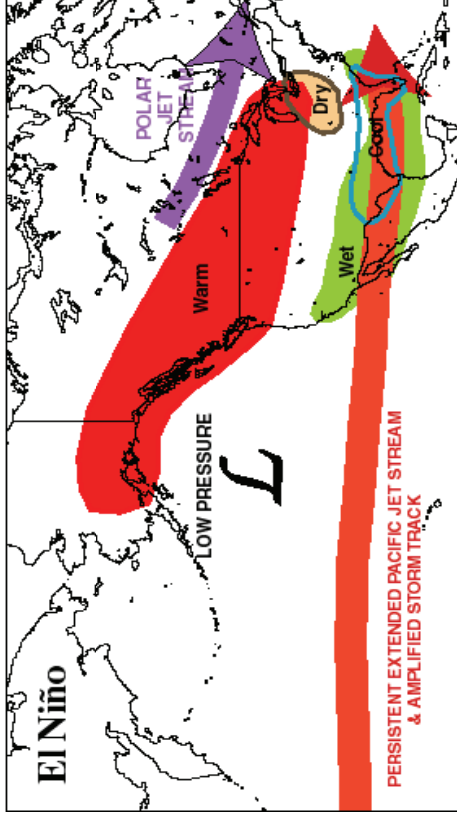 El Niño
POLAR
JET
STREAM
Warm
Dry
LOW PRESSURE
L
Wet
Cool
PERSISTENT EXTENDED PACIFIC JET STREAM
& AMPLIFIED STORM TRACK